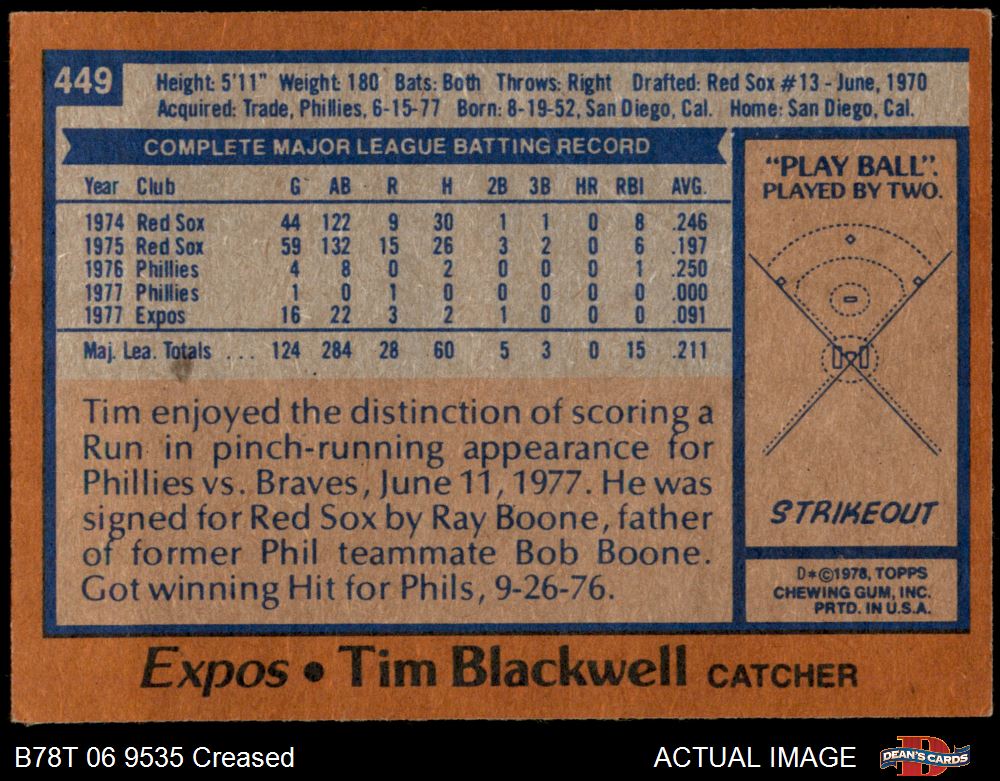 449
Height: 5'11" Weight: 180 Bats: Both Throws: Right Drafted: Red Sox #13 - June, 1970
Acquired: Trade, Phillies, 6-15-77 Born: 8-19-52, San Diego, Cal. Home: San Diego, Cal.
COMPLETE MAJOR LEAGUE BATTING RECORD
Year Club G AB R H 2B 3B HR RBI AVG.
1974 Red Sox 44 122 9 30 1 1 0 8 .246
1975 Red Sox 59 132 15 26 3 2 0 6 .197
1976 Phillies 4 8 0 2 0 0 0 1 .250
1977 Phillies 1 0 1 0 0 0 0 0 .000
1977 Expos 16 22 3 2 1 0 0 0 .091
Maj. Lea. Totals ... 124 284 28 60 5 3 0 15 .211
Tim enjoyed the distinction of scoring a
Run in pinch-running appearance for
Phillies vs. Braves, June 11, 1977. He was
signed for Red Sox by Ray Boone, father
of former Phil teammate Bob Boone.
Got winning Hit for Phils, 9-26-76.
"PLAY BALL".
PLAYED BY TWO.
STRIKEOUT
D*©1978, TOPPS
CHEWING GUM, INC.
PRTD. IN U.S.A.
Expos • Tim Blackwell CATCHER
B78T 06 9535 Creased
ACTUAL IMAGE
D
DEAN'S CARDS